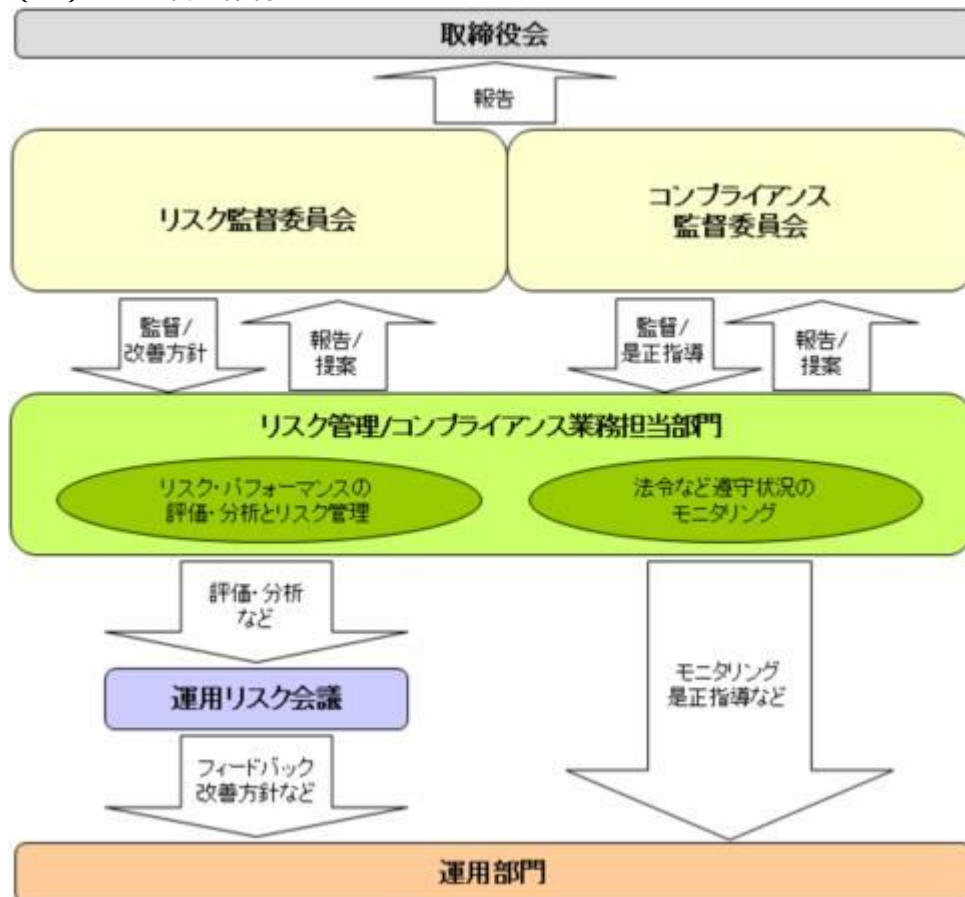 取締役会
報告
リスク監督委員会
コンプライアンス
監督委員会
監督/
改善方針
報告/
提案
監督/
是正指導
報告/
提案
リスク管理/コンプライアンス業務担当部門
リスク・パフォーマンスの
評価・分析とリスク管理
法令など遵守状況の
モニタリング
評価・分析
など
運用リスク会議
モニタリング
是正指導など
フィードバック
改善方針など
運用部門